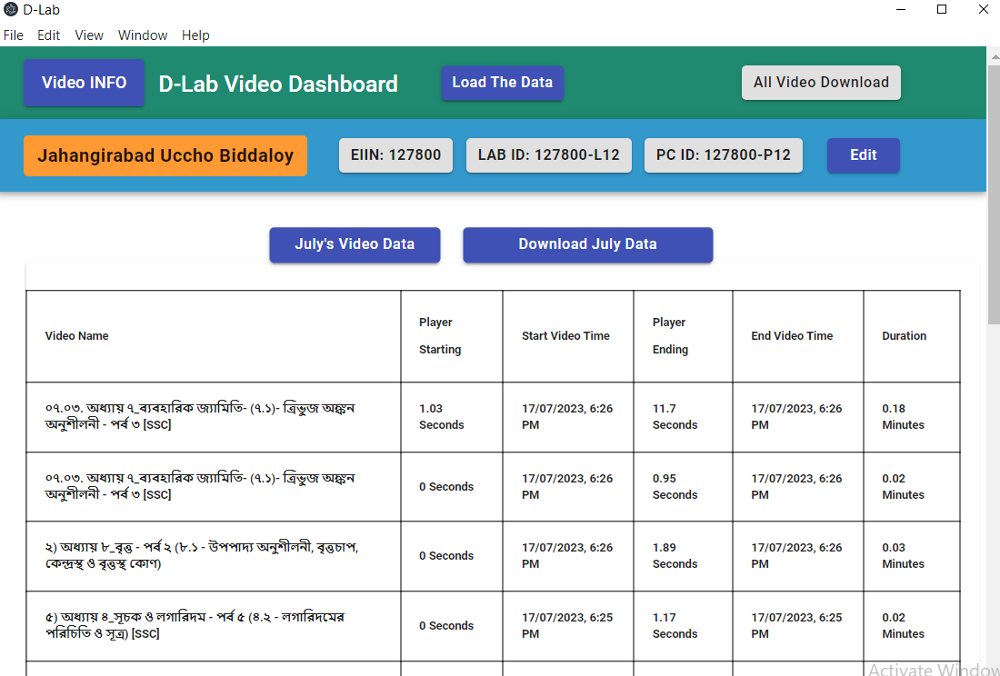 D-Lab
File Edit View Window Help
Video INFO
D-Lab Video Dashboard
Load The Data
All Video Download
Jahangirabad Uccho Biddaloy
EIIN: 127800
LAB ID: 127800-L12
PC ID: 127800-P12
Edit
July's Video Data
Download July Data
Video Name
Player
Starting
Start Video Time
Player
Ending
End Video Time
Duration
০৭.০৩. অধ্যায় ৭_ব্যবহারিক জ্যামিতি- (৭.১)- ত্রিভুজ অঙ্কন
অনুশীলনী - পর্ব ৩ [SSC]
1.03
Seconds
17/07/2023, 6:26
PM
11.7
Seconds
17/07/2023, 6:26
PM
0.18
Minutes
০৭.০৩. অধ্যায় ৭_ব্যবহারিক জ্যামিতি- (৭.১)- ত্রিভুজ অঙ্কন
অনুশীলনী - পর্ব ৩ [SSC]
0 Seconds
17/07/2023, 6:26
PM
0.95
Seconds
17/07/2023, 6:26
PM
0.02
Minutes
২) অধ্যায় ৮_বৃত্ত - পর্ব ২ (৮.১ - উপপাদ্য অনুশীলনী, বৃত্তচাপ,
কেন্দ্রস্থ ও বৃত্তস্থ কোণ)
0 Seconds
17/07/2023, 6:26
PM
1.89
Seconds
17/07/2023, 6:26
PM
0.03
Minutes
৫) অধ্যায় ৪_সূচক ও লগারিদম - পর্ব ৫ (৪.২ - লগারিদমের
পরিচিতি ও সূত্র) [SSC]
0 Seconds
17/07/2023, 6:25
PM
1.17
Seconds
17/07/2023, 6:25
PM
0.02
Minutes
Activate Window